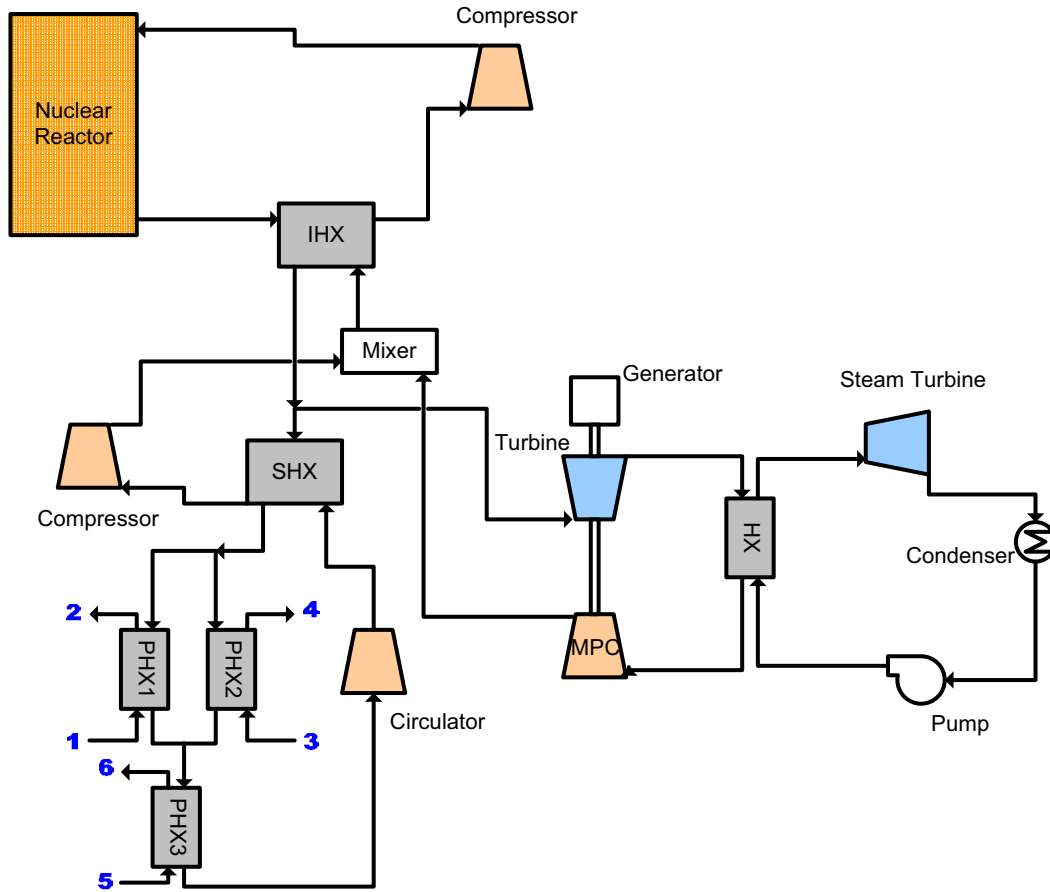 Compressor
Nuclear
Reactor
IHX
Mixer
Generator
Steam Turbine
Turbine
SHX
Compressor
HX
Condenser
2
4
PHX1
PHX2
MPC
Circulator
Pump
1
3
6
PHX3
5